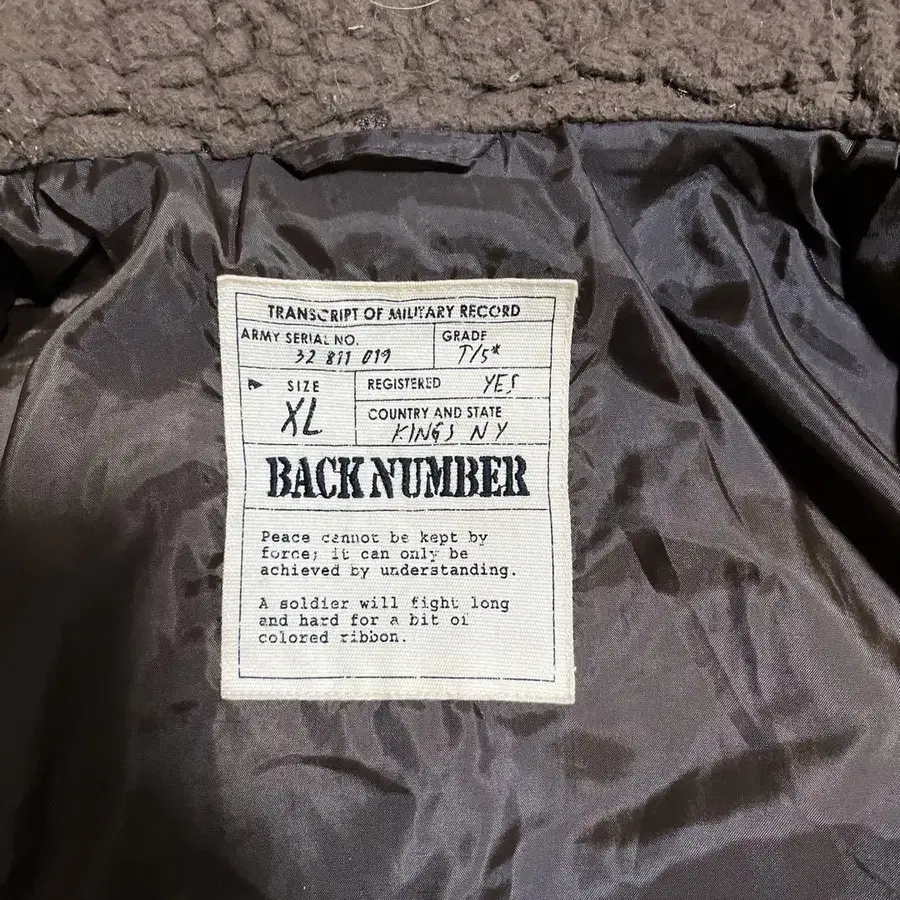 TRANSCRIPT OF MILITARY RECORD
ARMY SERIAL NO.
32 811 019
GRADE
T/5*
SIZE
XL
REGISTERED YES
COUNTRY AND STATE
KINGS NY
BACK NUMBER
Peace cannot be kept by
force; it can only be
achieved by understanding.
A soldier will fight long
and hard for a bit of
colored ribbon.